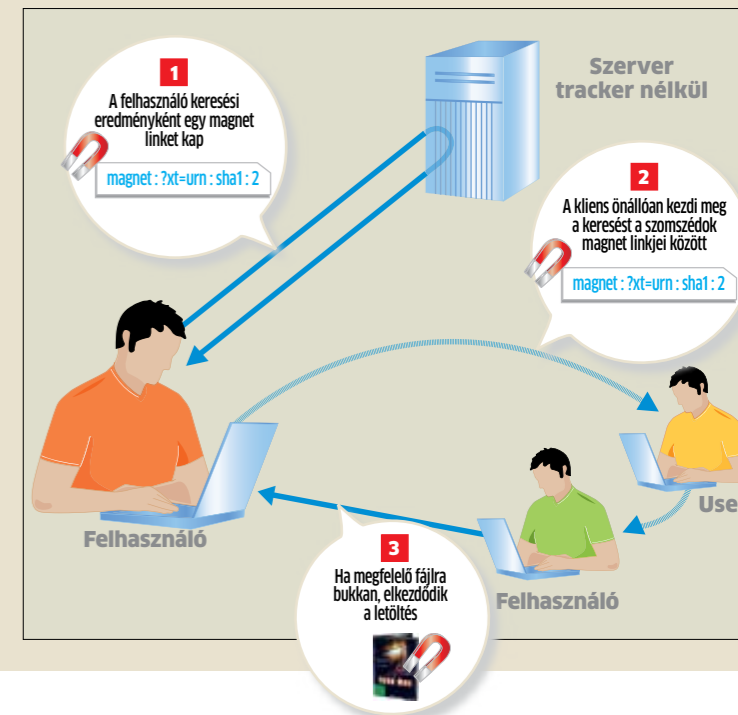 Szerver
tracker nélkül
1
A felhasználó keresési
eredményként egy magnet
linket kap
magnet : ?xt=urn : sha1 : 2
2
A kliens önállóan kezdi meg
a keresést a szomszédok
magnet linkjei között
magnet : ?xt=urn : sha1 : 2
Felhasználó
Use
Felhasználó
3
Ha megfelelő fájlra
bukkan, elkezdődik
a letöltés